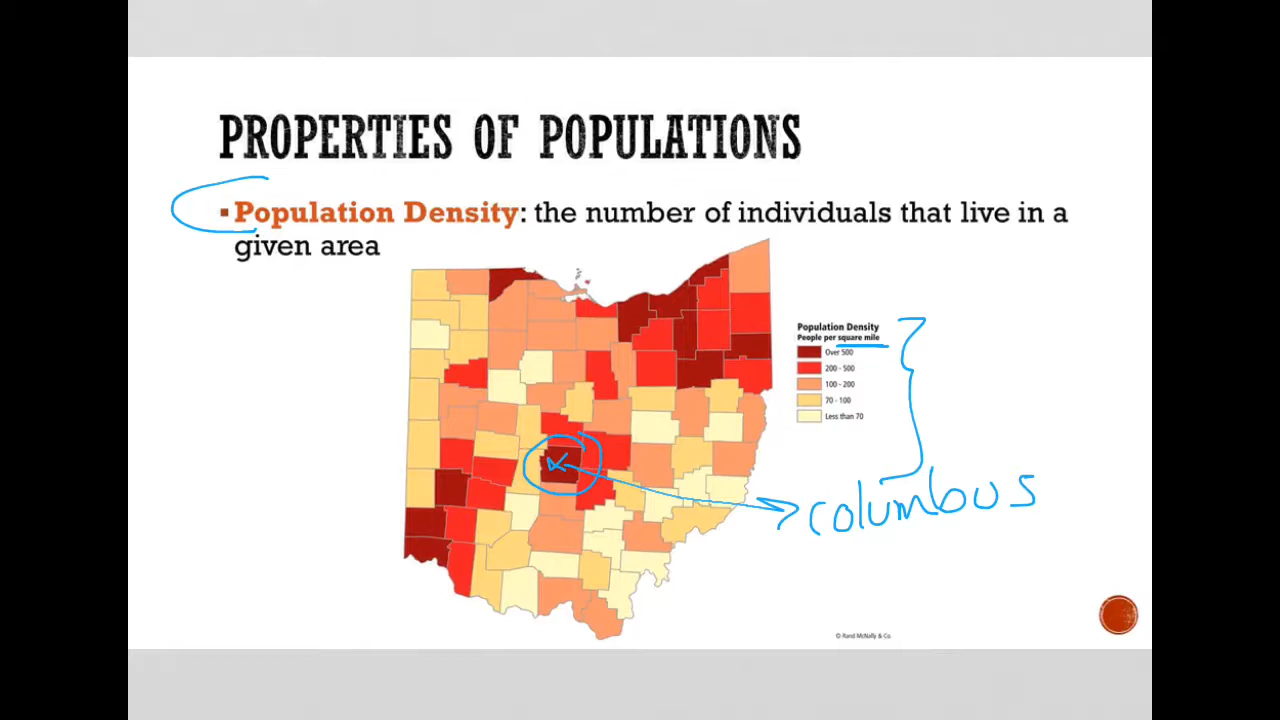 PROPERTIES OF POPULATIONS
▪Population Density: the number of individuals that live in a
given area
Population Density
People per square mile
Over 500
200 - 500
100 - 200
70 - 100
Less than 70
columbus
© Rand McNally & Co.